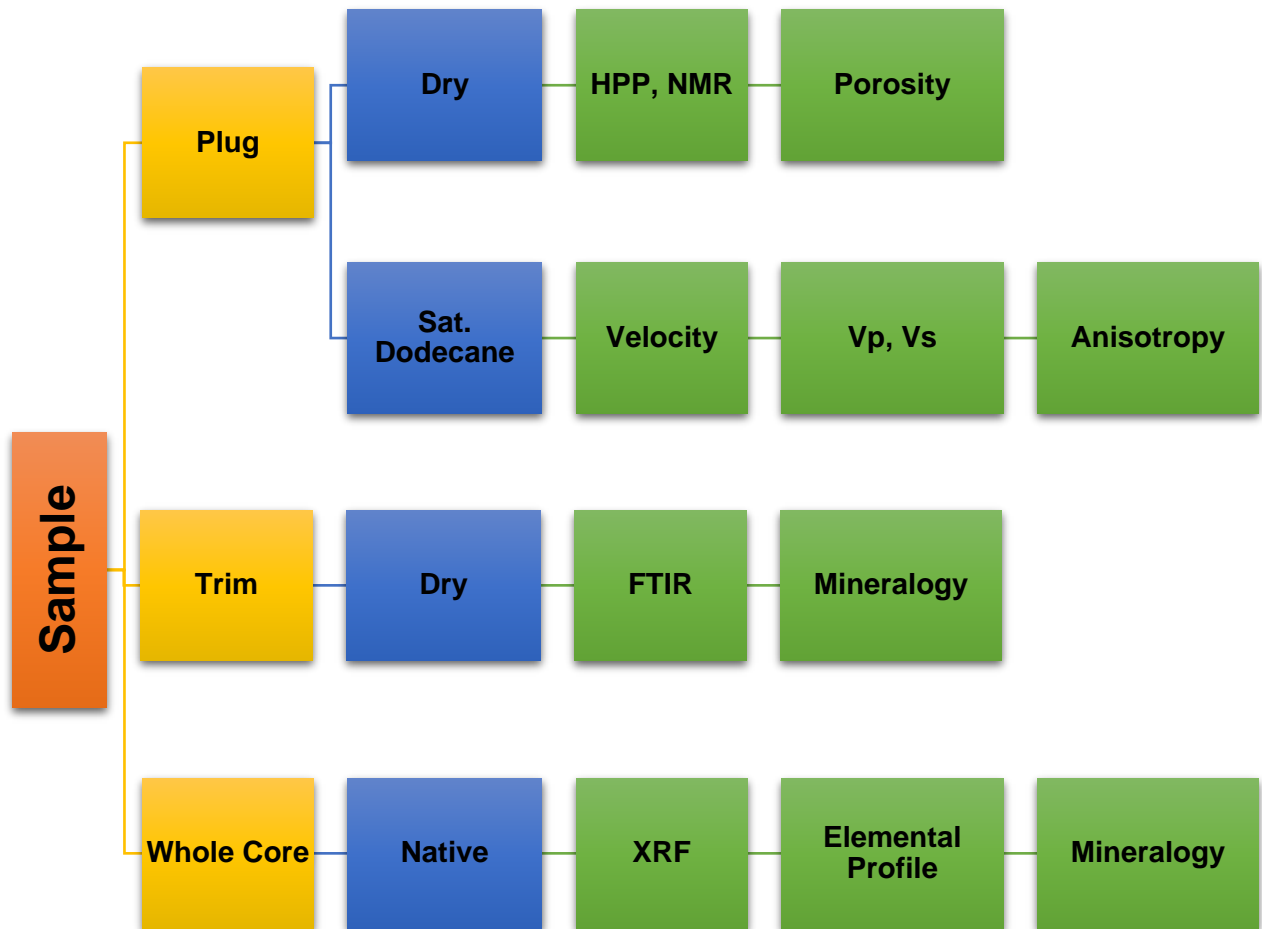 Sample
Plug
Dry
HPP, NMR
Porosity
Sat.
Dodecane
Velocity
Vp, Vs
Anisotropy
Trim
Dry
FTIR
Mineralogy
Whole Core
Native
XRF
Elemental
Profile
Mineralogy